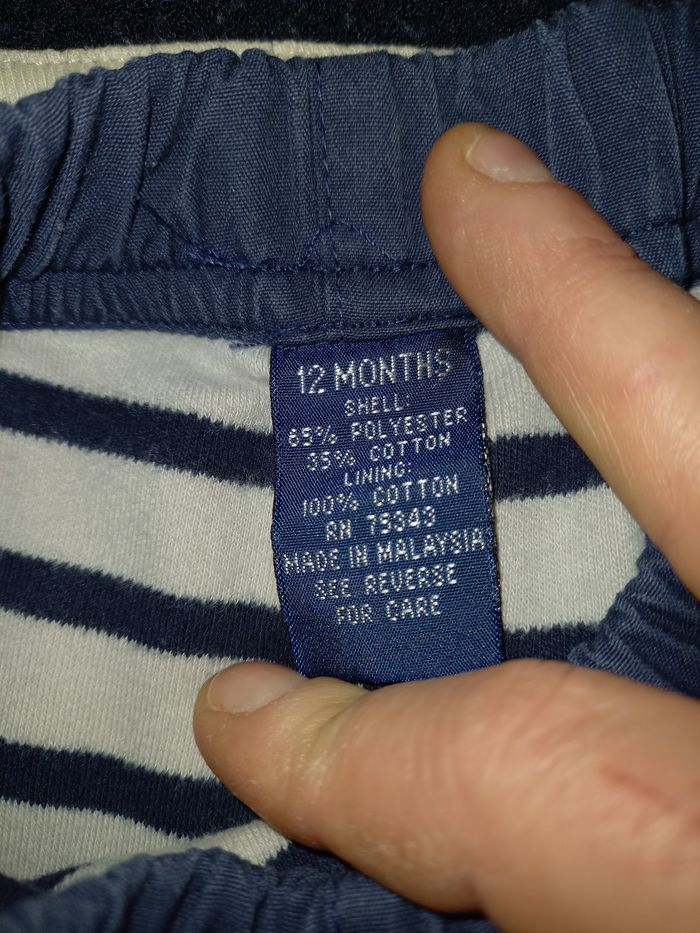 12 MONTHS
SHELL:
65% POLYESTER
35% COTTON
LINING:
100% COTTON
RN 79343
MADE IN MALAYSIA
SEE REVERSE
FOR CARE